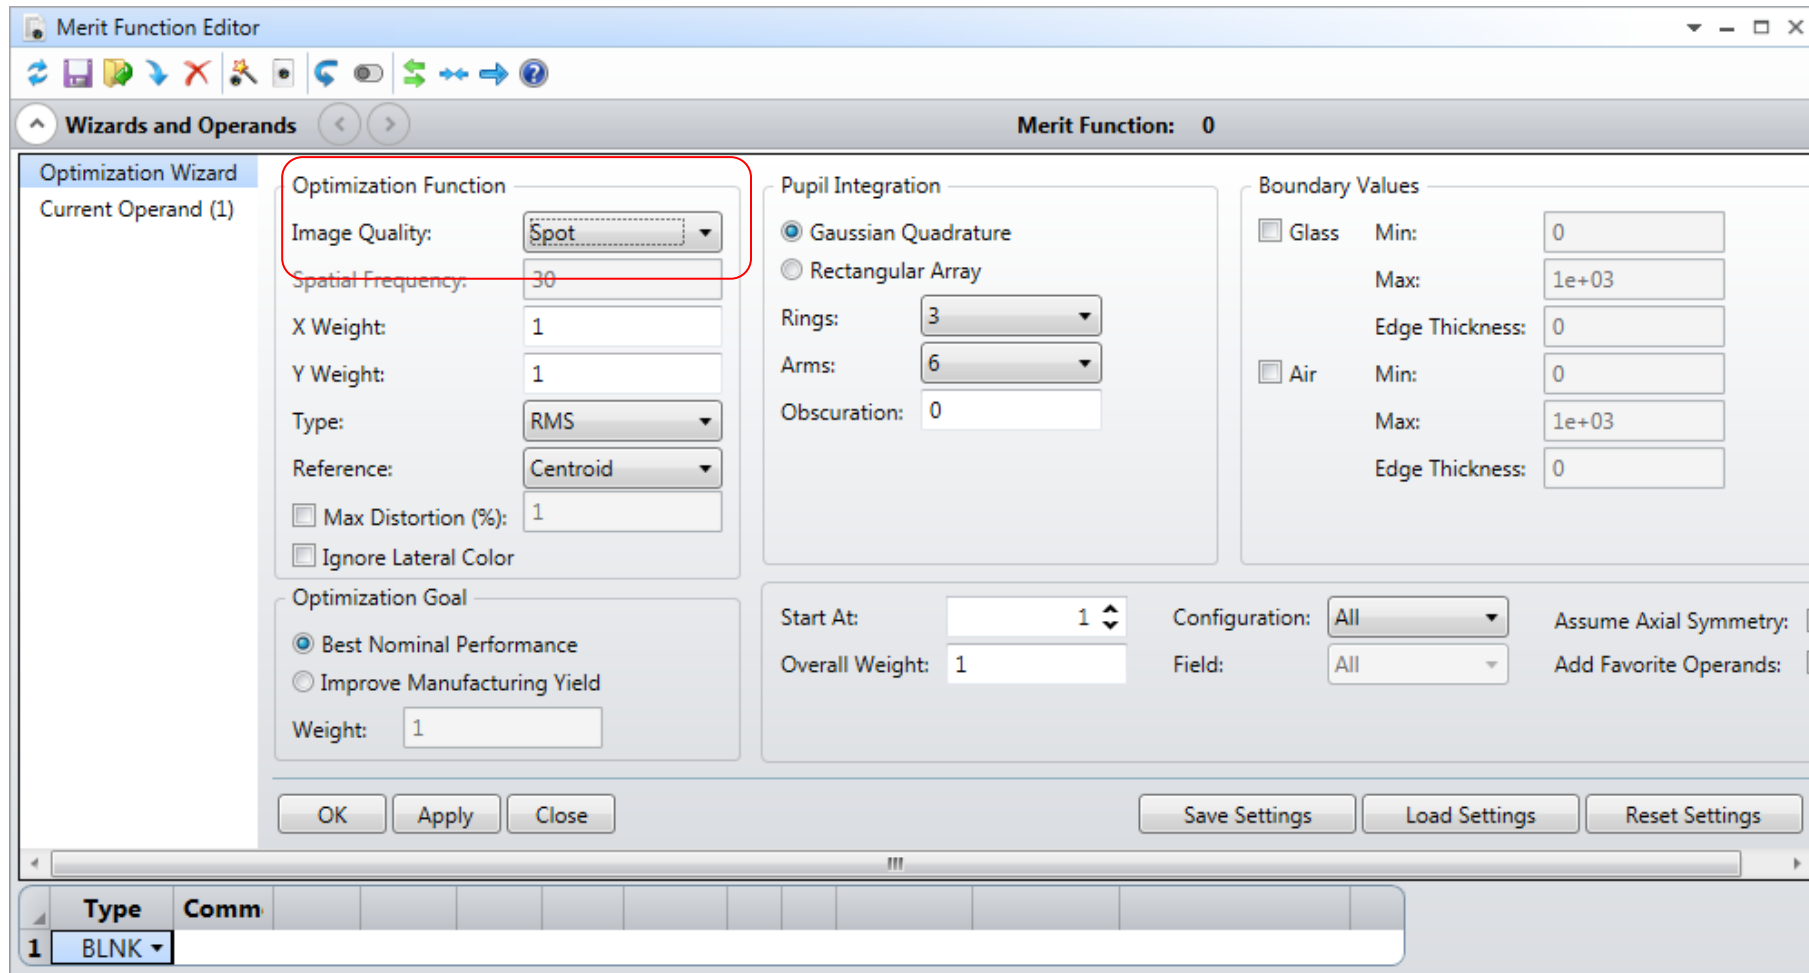 Merit Function Editor
Wizards and Operands
Merit Function: 0
Optimization Wizard
Current Operand (1)
Optimization Function
Image Quality: Spot
Spatial Frequency: 30
X Weight: 1
Y Weight: 1
Type: RMS
Reference: Centroid
Max Distortion (%): 1
Ignore Lateral Color
Optimization Goal
Best Nominal Performance
Improve Manufacturing Yield
Weight: 1
Pupil Integration
Gaussian Quadrature
Rectangular Array
Rings: 3
Arms: 6
Obscuration: 0
Boundary Values
Glass Min: 0
Max: 1e+03
Edge Thickness: 0
Air Min: 0
Max: 1e+03
Edge Thickness: 0
Start At: 1 Configuration: All Assume Axial Symmetry:
Overall Weight: 1 Field: All Add Favorite Operands:
OK Apply Close Save Settings Load Settings Reset Settings
Type Comm
1 BLNK